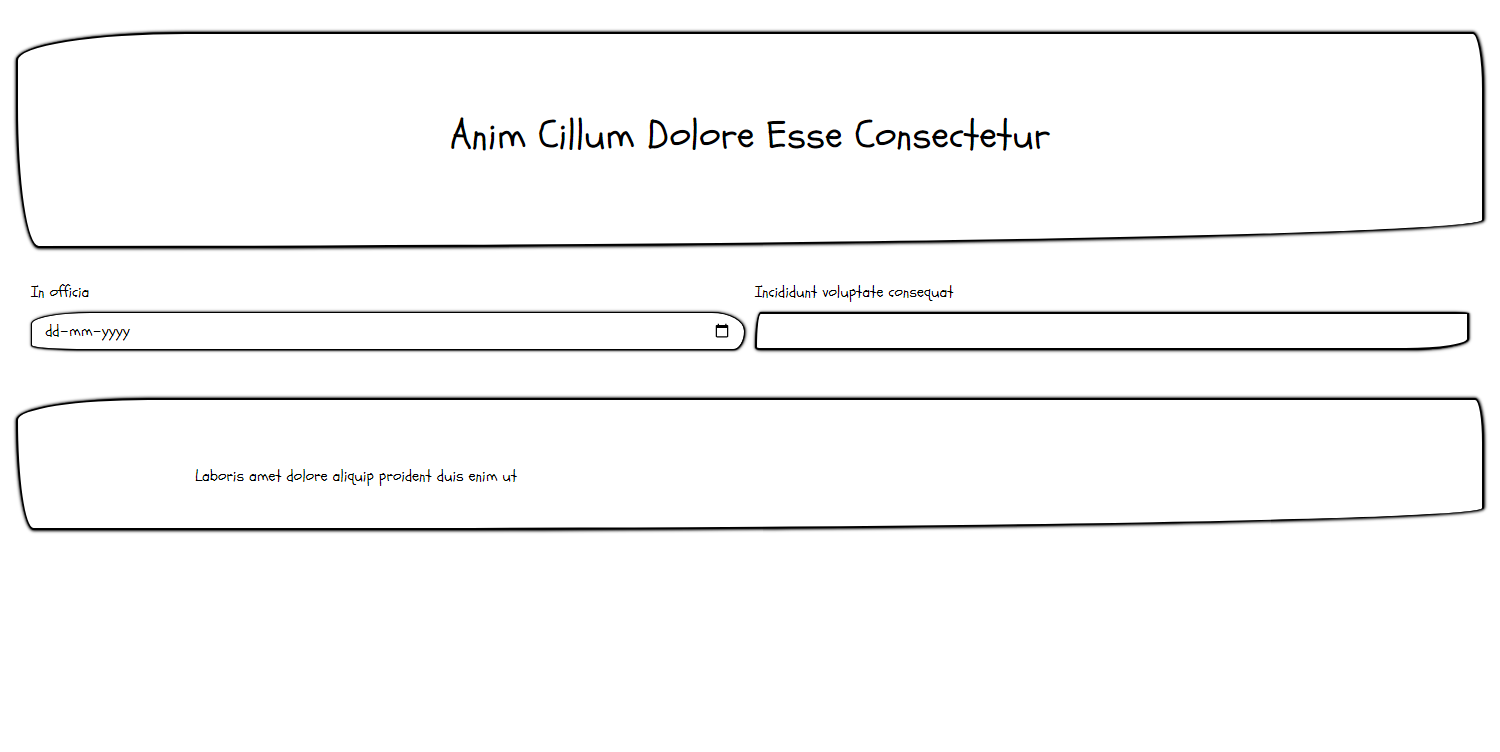 Anim Cillum Dolore Esse Consectetur
In officia
Incididunt voluptate consequat
dd-mm-yyyy
Laboris amet dolore aliquip proident duis enim ut